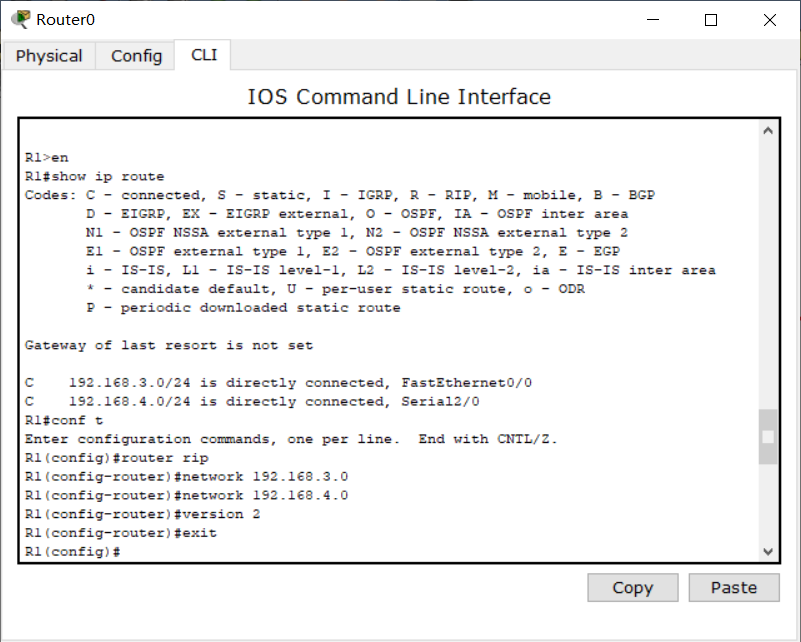 Router0
Physical Config CLI
IOS Command Line Interface
R1>en
R1#show ip route
Codes: C - connected, S - static, I - IGRP, R - RIP, M - mobile, B - BGP
D - EIGRP, EX - EIGRP external, O - OSPF, IA - OSPF inter area
N1 - OSPF NSSA external type 1, N2 - OSPF NSSA external type 2
E1 - OSPF external type 1, E2 - OSPF external type 2, E - EGP
i - IS-IS, L1 - IS-IS level-1, L2 - IS-IS level-2, ia - IS-IS inter area
* - candidate default, U - per-user static route, o - ODR
P - periodic downloaded static route
Gateway of last resort is not set
C    192.168.3.0/24 is directly connected, FastEthernet0/0
C    192.168.4.0/24 is directly connected, Serial2/0
R1#conf t
Enter configuration commands, one per line.  End with CNTL/Z.
R1(config)#router rip
R1(config-router)#network 192.168.3.0
R1(config-router)#network 192.168.4.0
R1(config-router)#version 2
R1(config-router)#exit
R1(config)#
Copy Paste